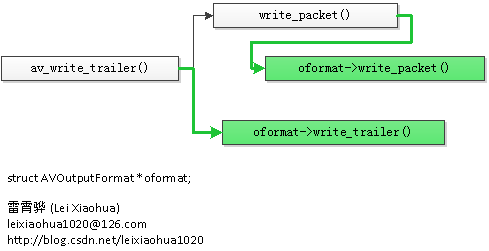 write_packet()
oformat->write_packet()
av_write_trailer()
oformat->write_trailer()
struct AVOutputFormat * oformat;
雷霄骅 (Lei Xiaohua)
leixiaohua1020@126.com
http://blog.csdn.net/leixiaohua1020